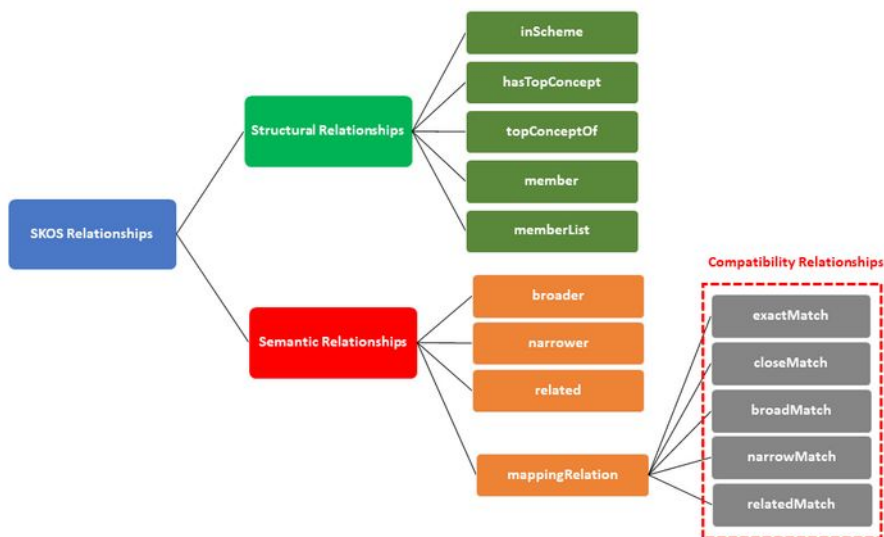 inScheme
hasTopConcept
Structural Relationships
topConceptOf
member
SKOS Relationships
memberList
Compatibility Relationships
broader
exactMatch
Semantic Relationships
narrower
closeMatch
related
broadMatch
narrowMatch
mappingRelation
relatedMatch